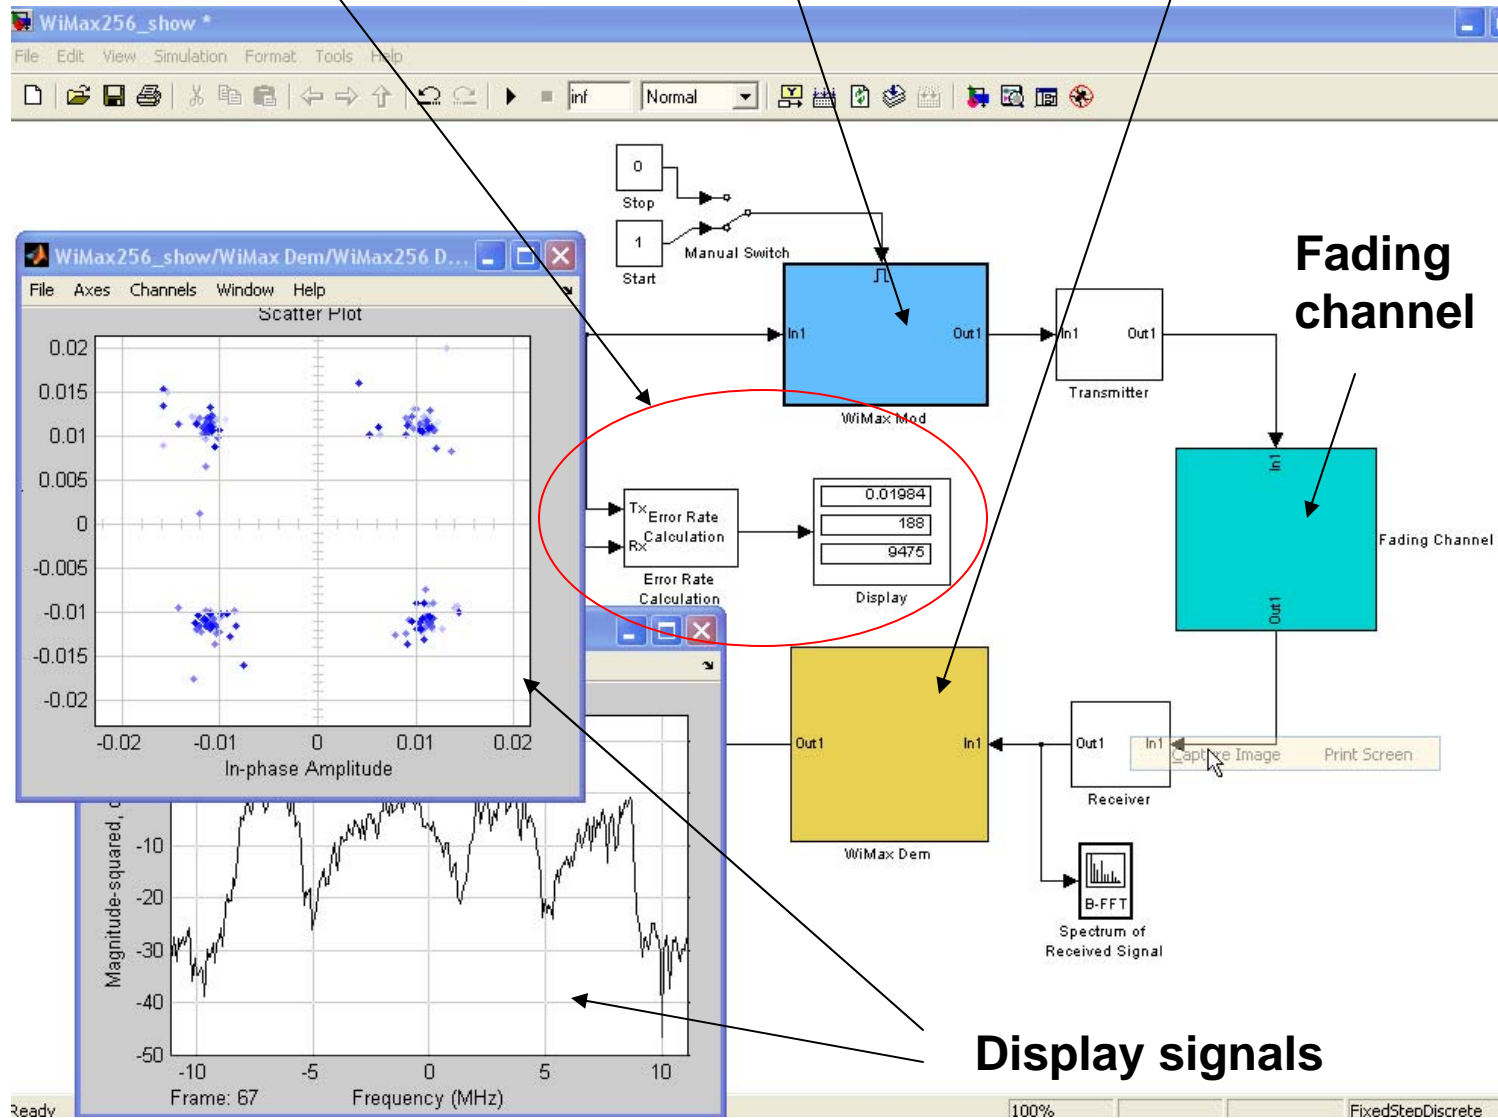 WiMax256_show *
File Edit View Simulation Format Tools Help
inf Normal
0
Stop
1
Start
Manual Switch
In1 Out1
WiMax Mod
In1 Out1
Transmitter
Fading
channel
In1
Out1
Fading Channel
WiMax256_show/WiMax Dem/WiMax256 D...
File Axes Channels Window Help
Scatter Plot
0.02
0.015
0.01
0.005
0
-0.005
-0.01
-0.015
-0.02
-0.02 -0.01 0 0.01 0.02
In-phase Amplitude
Tx
Rx
Error Rate
Calculation
Error Rate
Calculation
0.01984
188
9475
Display
Out1 In1
WiMax Dem
Out1 In1
Receiver
Capture Image Print Screen
B-FFT
Spectrum of
Received Signal
Magnitude-squared,
-10
-20
-30
-40
-50
-10 -5 0 5 10
Frame: 67 Frequency (MHz)
Display signals
Ready 100% FixedStepDiscrete